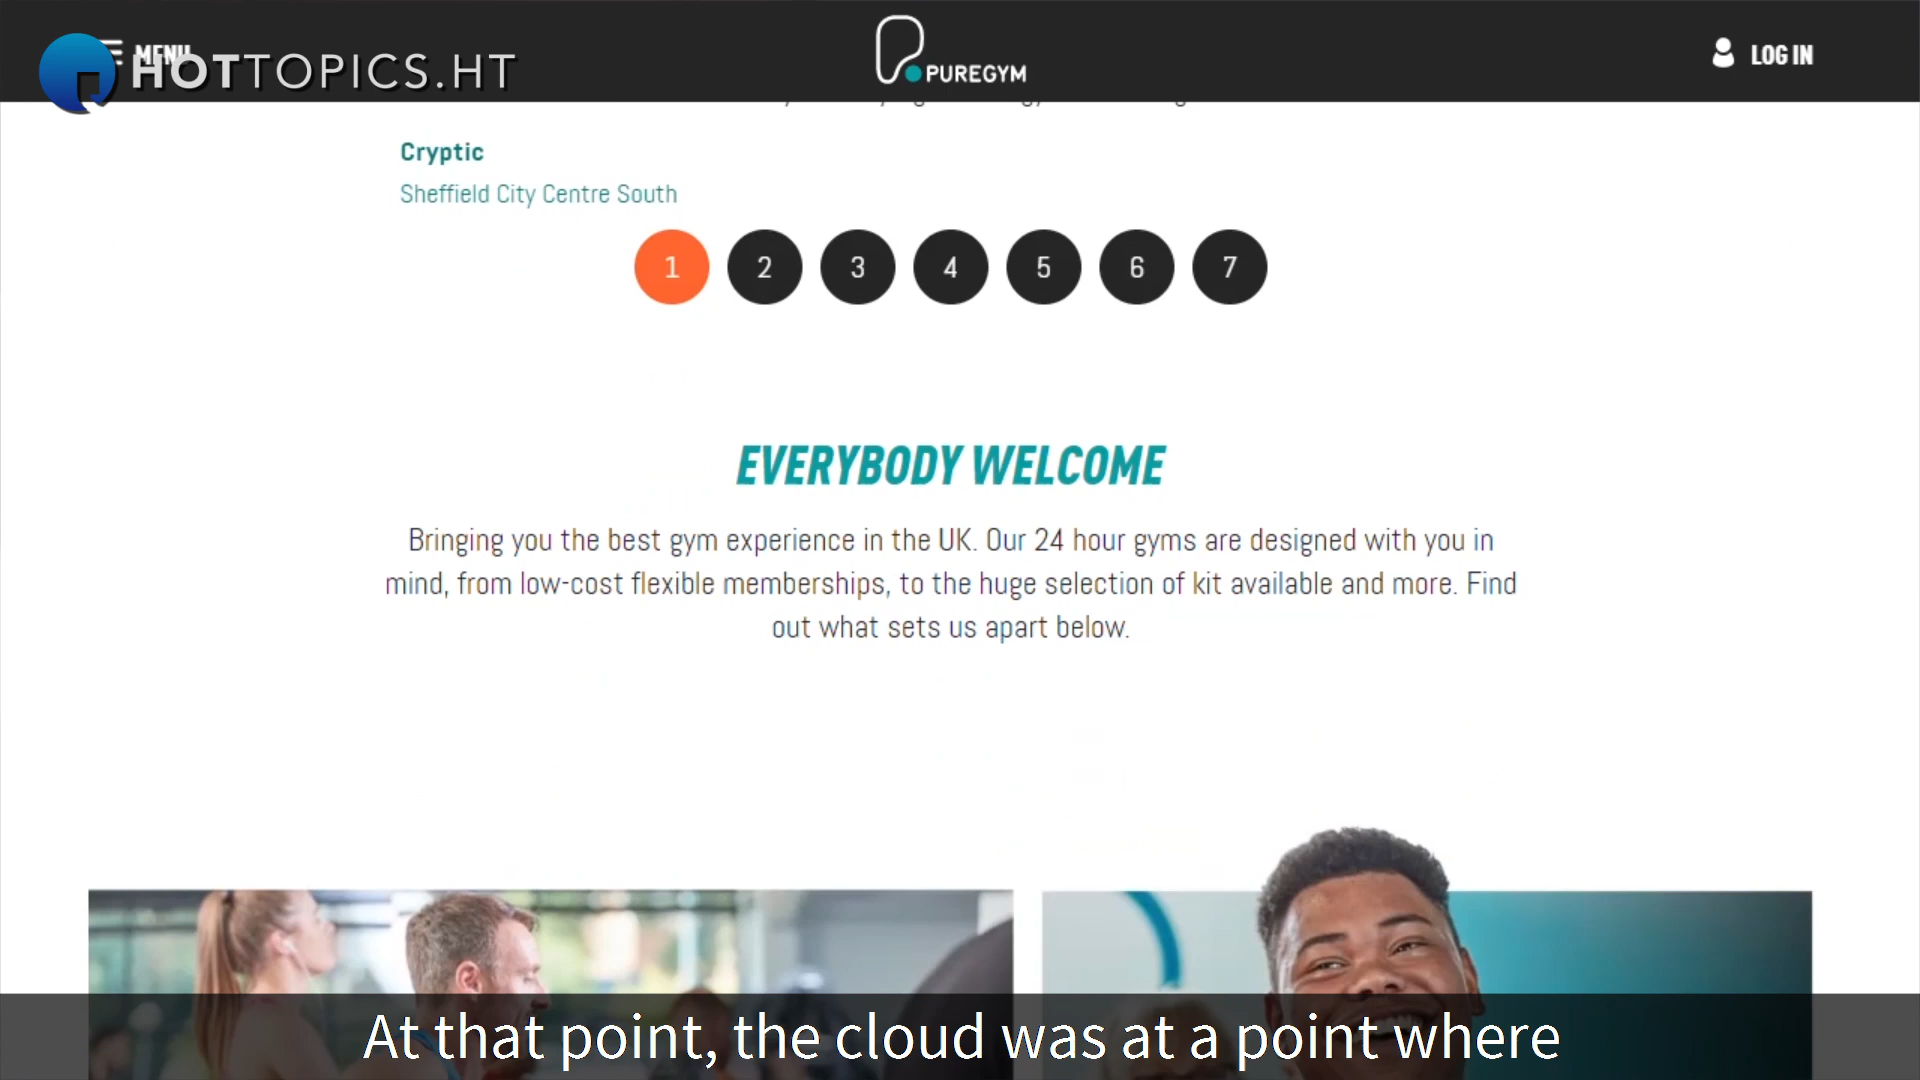 MENU
HOTTOPICS.HT
PUREGYM
LOG IN
Cryptic
Sheffield City Centre South
1 2 3 4 5 6 7
EVERYBODY WELCOME
Bringing you the best gym experience in the UK. Our 24 hour gyms are designed with you in
mind, from low-cost flexible memberships, to the huge selection of kit available and more. Find
out what sets us apart below.
At that point, the cloud was at a point where